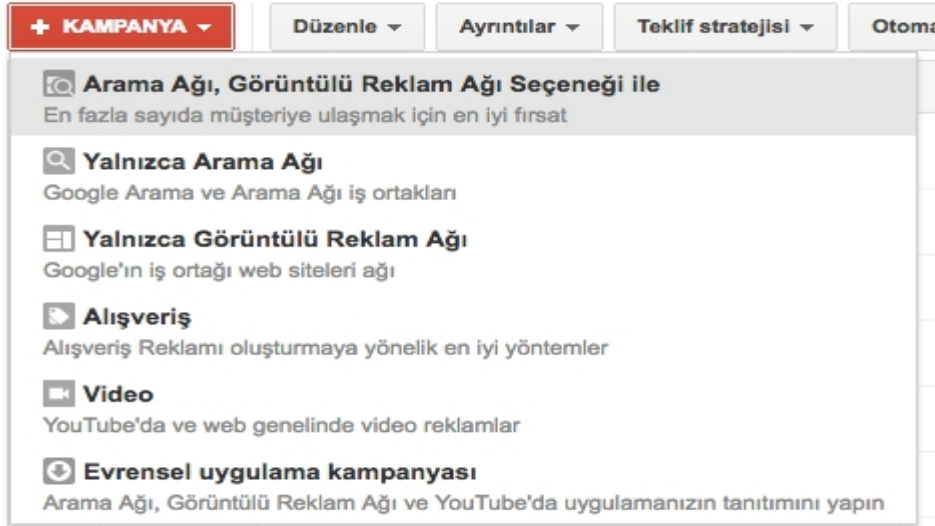 + KAMPANYA Düzenle Ayrıntılar Teklif stratejisi Otoma
Arama Ağı, Görüntülü Reklam Ağı Seçeneği ile
En fazla sayıda müşteriye ulaşmak için en iyi fırsat
Yalnızca Arama Ağı
Google Arama ve Arama Ağı iş ortakları
Yalnızca Görüntülü Reklam Ağı
Google'ın iş ortağı web siteleri ağı
Alışveriş
Alışveriş Reklamı oluşturmaya yönelik en iyi yöntemler
Video
YouTube'da ve web genelinde video reklamlar
Evrensel uygulama kampanyası
Arama Ağı, Görüntülü Reklam Ağı ve YouTube'da uygulamanızın tanıtımını yapın